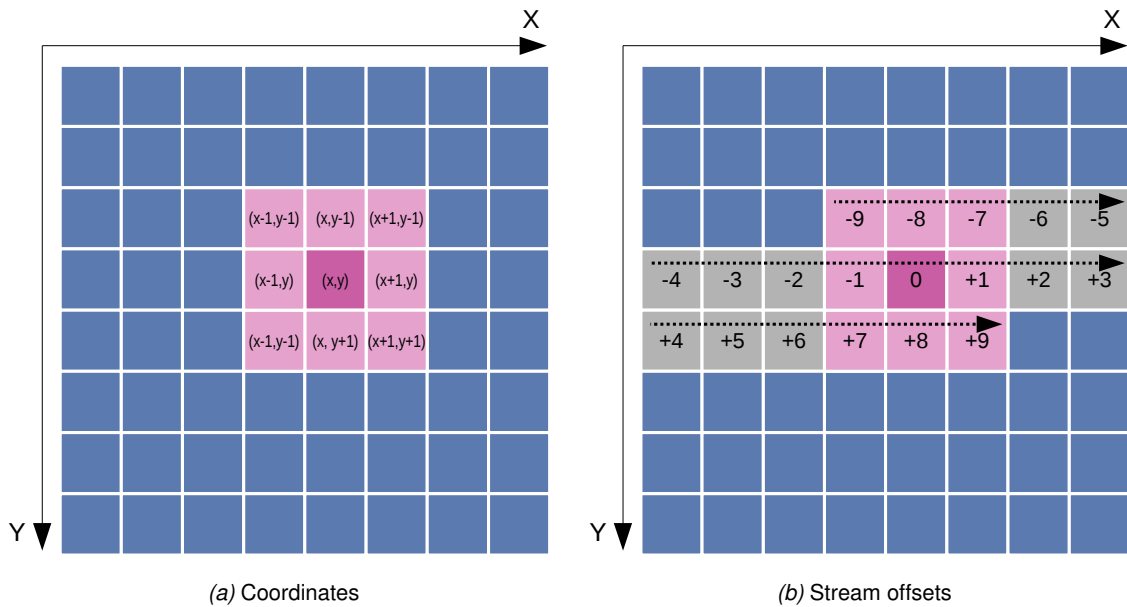 X
(x-1,y-1) (x,y-1) (x+1,y-1)
(x-1,y) (x,y) (x+1,y)
(x-1,y-1) (x, y+1) (x+1,y+1)
Y
(a) Coordinates
X
-9 -8 -7 -6 -5
-4 -3 -2 -1 0 +1 +2 +3
+4 +5 +6 +7 +8 +9
Y
(b) Stream offsets